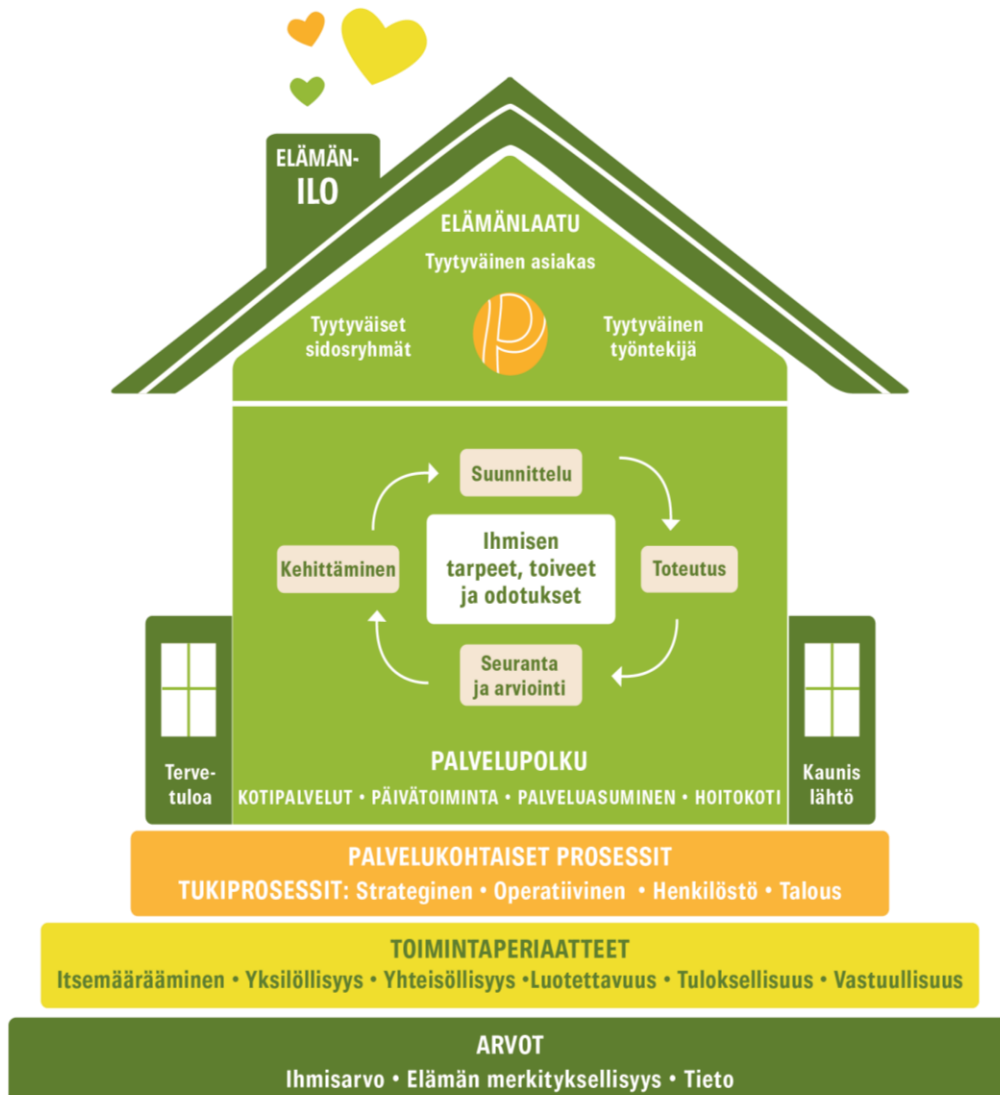 ELÄMÄN-
ILO
ELÄMÄNLAATU
Tyytyväinen asiakas
Tyytyväiset
sidosryhmät
P
Tyytyväinen
työntekijä
Suunnittelu
Kehittäminen
Ihmisen
tarpeet, toiveet
ja odotukset
Toteutus
Seuranta
ja arviointi
Terve-
tuloa
PALVELUPOLKU
KOTIPALVELUT • PÄIVÄTOIMINTA • PALVELUASUMINEN • HOITOKOTI
Kaunis
lähtö
PALVELUKOHTAISET PROSESSIT
TUKIPROSESSIT: Strateginen • Operatiivinen • Henkilöstö • Talous
TOIMINTAPERIAATTEET
Itsemäärääminen • Yksilöllisyys • Yhteisöllisyys •Luotettavuus • Tuloksellisuus • Vastuullisuus
ARVOT
Ihmisarvo • Elämän merkityksellisyys • Tieto